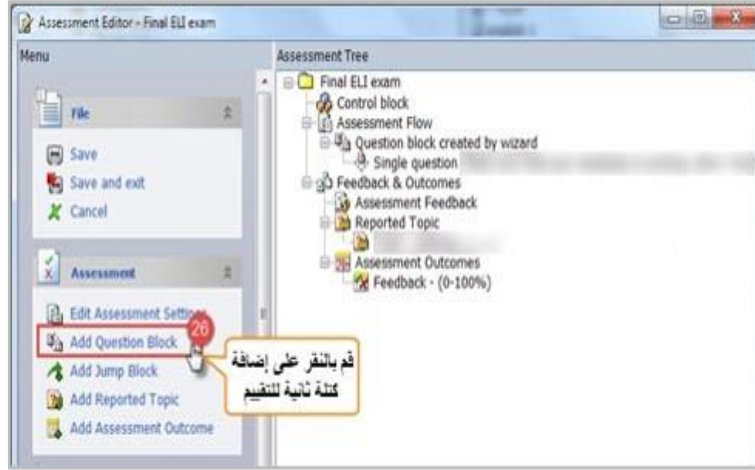 Assessment Editor - Final ELI exam
Menu
File
Save
Save and exit
Cancel
Assessment
Edit Assessment Settings
Add Question Block
26
Add Jump Block
Add Reported Topic
Add Assessment Outcome
قم بالنقر على إضافة
كتلة ثانية للتقييم
Assessment Tree
Final ELI exam
Control block
Assessment Flow
Question block created by wizard
Single question
Feedback & Outcomes
Assessment Feedback
Reported Topic
Assessment Outcomes
Feedback - (0-100%)